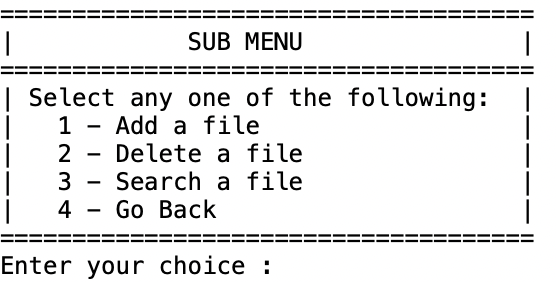 =====================================
|            SUB MENU               |
=====================================
| Select any one of the following:  |
|   1 – Add a file                  |
|   2 – Delete a file               |
|   3 – Search a file               |
|   4 – Go Back                     |
=====================================
Enter your choice :